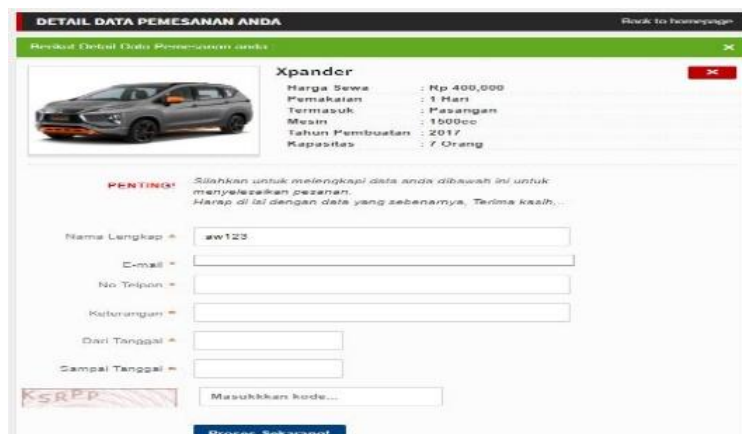 DETAIL DATA PEMESANAN ANDA
Back to homepage
Berikut Detail Data Pemesanan anda :
Xpander
Harga Sewa : Rp 400,000
Pemakaian : 1 Hari
Termasuk : Pasangan
Mesin : 1500cc
Tahun Pembuatan : 2017
Kapasitas : 7 Orang
PENTING! Silahkan untuk melengkapi data anda dibawah ini untuk
menyelesaikan pesanan.
Harap di isi dengan data yang sebenarnya, Terima kasih...
Nama Lengkap * aw123
E-mail *
No Telpon *
Keterangan *
Dari Tanggal *
Sampai Tanggal *
KSRPP Masukkkan kode...
Proses Sekarang!